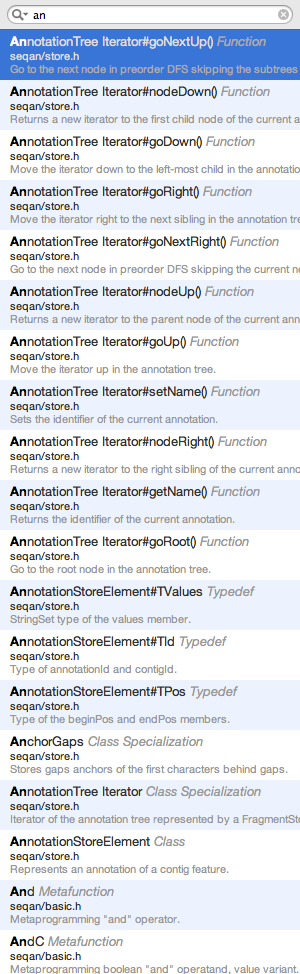 an
AnnotationTree Iterator#goNextUp() Function
seqan/store.h
Go to the next node in preorder DFS skipping the subtrees
AnnotationTree Iterator#nodeDown() Function
seqan/store.h
Returns a new iterator to the first child node of the current a
AnnotationTree Iterator#goDown() Function
seqan/store.h
Move the iterator down to the left-most child in the annotation
AnnotationTree Iterator#goRight() Function
seqan/store.h
Move the iterator right to the next sibling in the annotation tre
AnnotationTree Iterator#goNextRight() Function
seqan/store.h
Go to the next node in preorder DFS skipping the current no
AnnotationTree Iterator#nodeUp() Function
seqan/store.h
Returns a new iterator to the parent node of the current ann
AnnotationTree Iterator#goUp() Function
seqan/store.h
Move the iterator up in the annotation tree.
AnnotationTree Iterator#setName() Function
seqan/store.h
Sets the identifier of the current annotation.
AnnotationTree Iterator#nodeRight() Function
seqan/store.h
Returns a new iterator to the right sibling of the current anno
AnnotationTree Iterator#getName() Function
seqan/store.h
Returns the identifier of the current annotation.
AnnotationTree Iterator#goRoot() Function
seqan/store.h
Go to the root node in the annotation tree.
AnnotationStoreElement#TValues Typedef
seqan/store.h
StringSet type of the values member.
AnnotationStoreElement#TId Typedef
seqan/store.h
Type of annotationId and contigId.
AnnotationStoreElement#TPos Typedef
seqan/store.h
Type of the beginPos and endPos members.
AnchorGaps Class Specialization
seqan/store.h
Stores gaps anchors of the first characters behind gaps.
AnnotationTree Iterator Class Specialization
seqan/store.h
Iterator of the annotation tree represented by a FragmentSto
AnnotationStoreElement Class
seqan/store.h
Represents an annotation of a contig feature.
And Metafunction
seqan/basic.h
Metaprogramming "and" operator.
AndC Metafunction
seqan/basic.h
Metaprogramming boolean "and" operatand, value variant.